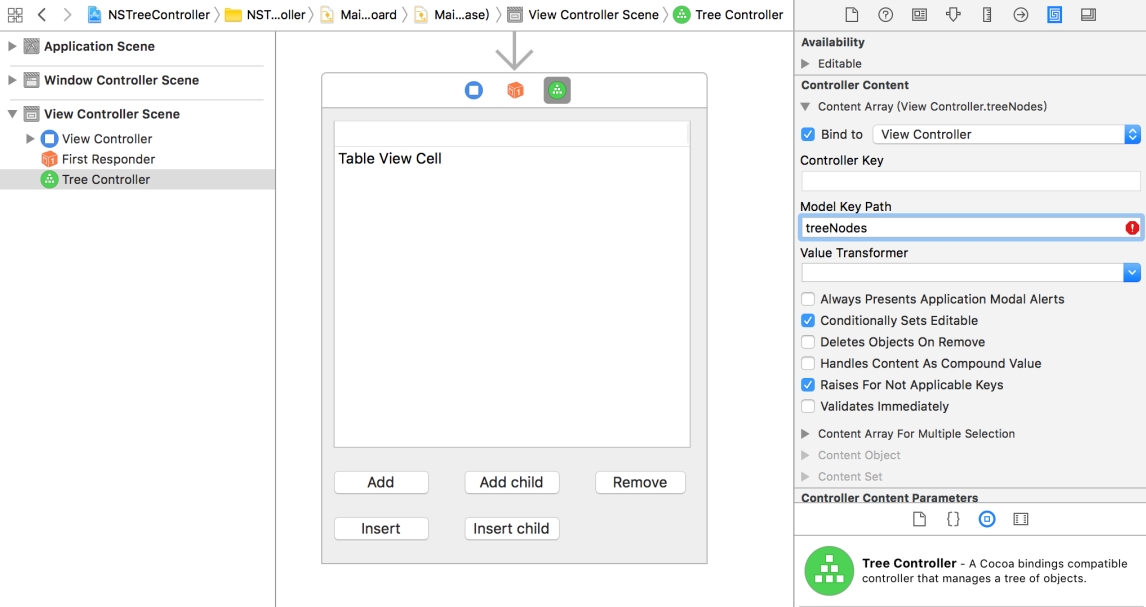 NSTreeController NST...oller Mai...oard Mai...ase) View Controller Scene Tree Controller
Application Scene
Window Controller Scene
View Controller Scene
View Controller
First Responder
Tree Controller
Table View Cell
Add Add child Remove
Insert Insert child
Availability
Editable
Controller Content
Content Array (View Controller.treeNodes)
Bind to View Controller
Controller Key
Model Key Path
treeNodes
Value Transformer
Always Presents Application Modal Alerts
Conditionally Sets Editable
Deletes Objects On Remove
Handles Content As Compound Value
Raises For Not Applicable Keys
Validates Immediately
Content Array For Multiple Selection
Content Object
Content Set
Controller Content Parameters
{}
Tree Controller - A Cocoa bindings compatible
controller that manages a tree of objects.